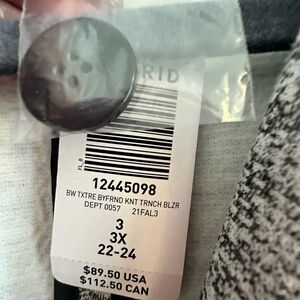 RID
FL_8
12445098
BW TXTRE BYFRND KNT TRNCH BLZR
DEPT 0057 21FAL3
3
3X
22-24
$89.50 USA
$112.50 CAN